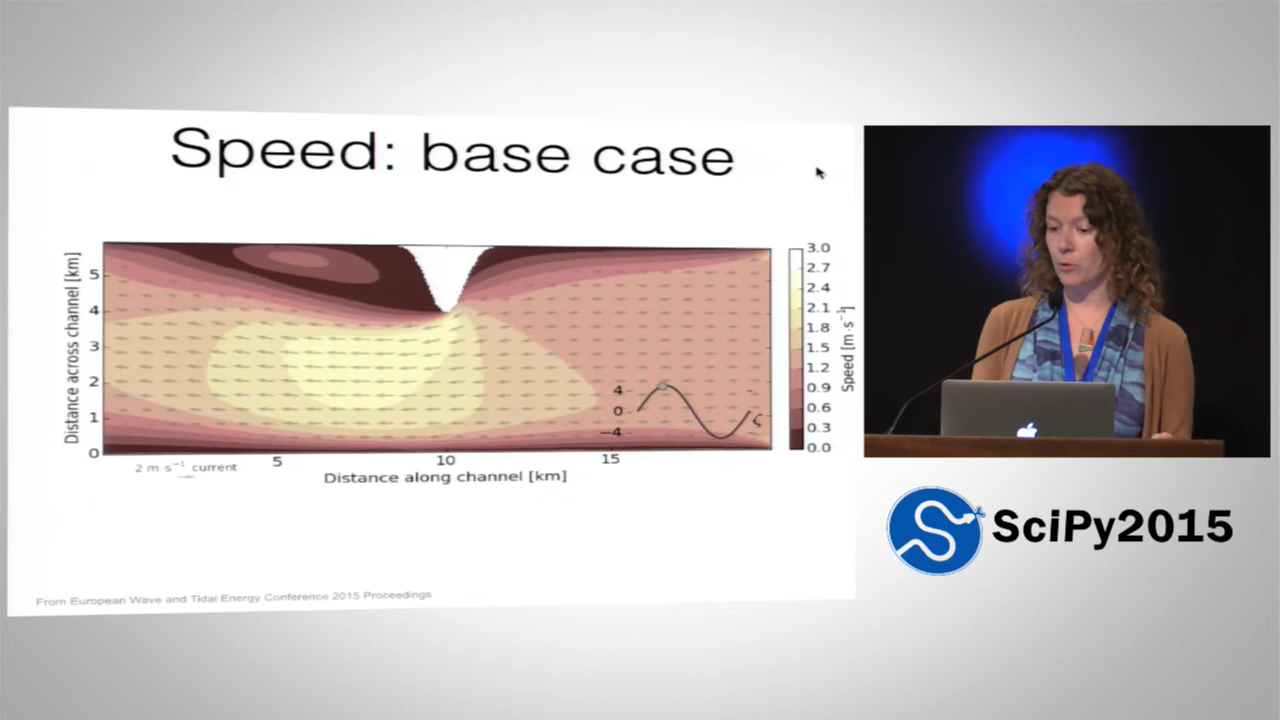 Speed: base case
5
4
3
2
1
0
Distance across channel [km]
4
0
−4
ζ
5
10
15
2 m·s⁻¹ current
Distance along channel [km]
3.0
2.7
2.4
2.1
1.8
1.5
1.2
0.9
0.6
0.3
0.0
Speed [m·s⁻¹]
From European Wave and Tidal Energy Conference 2015 Proceedings
SciPy2015